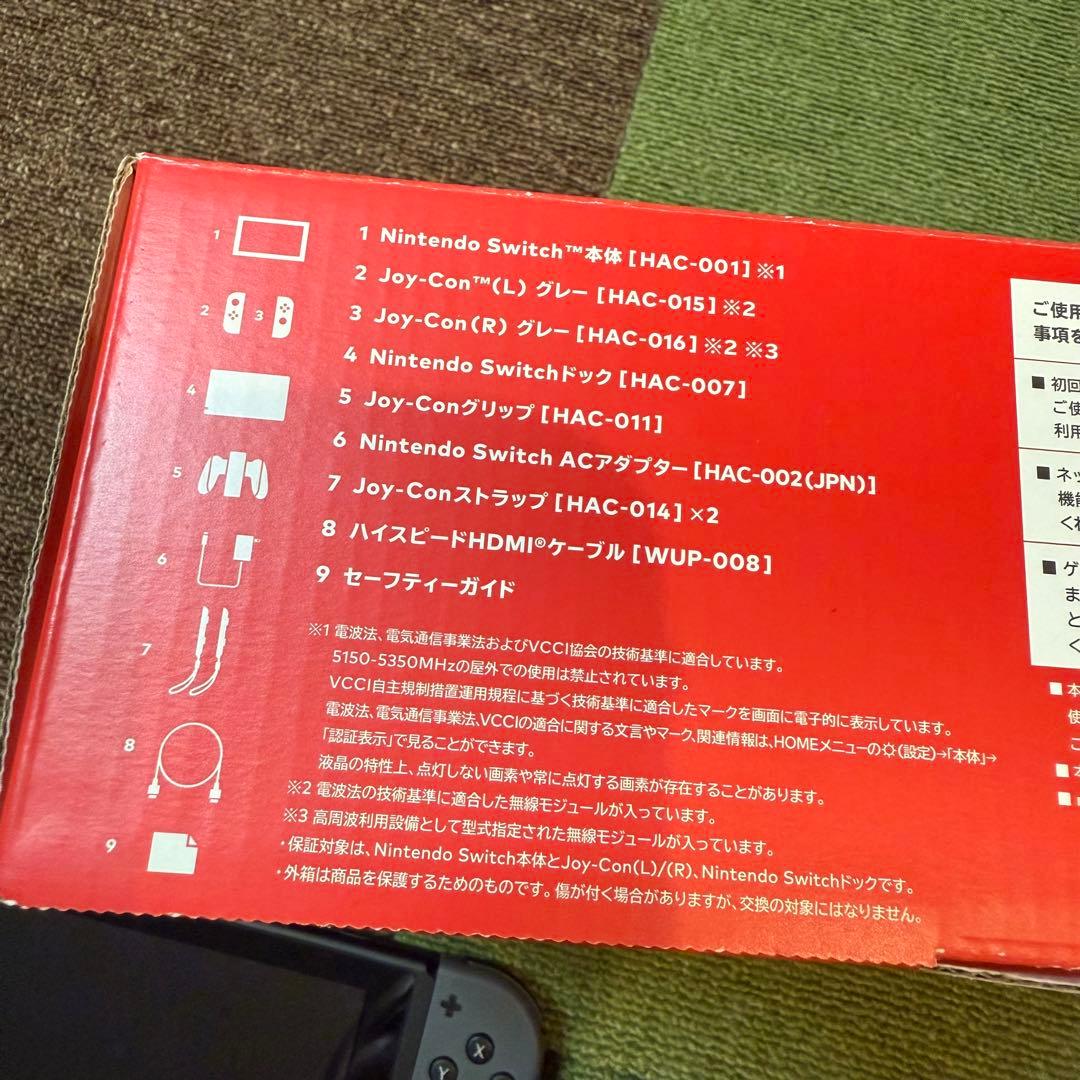 1 Nintendo Switch™本体 [HAC-001] ※1
2 Joy-Con™(L) グレー [HAC-015] ※2
3 Joy-Con(R) グレー [HAC-016] ※2 ※3
4 Nintendo Switchドック [HAC-007]
5 Joy-Conグリップ [HAC-011]
6 Nintendo Switch ACアダプター [HAC-002(JPN)]
7 Joy-Conストラップ [HAC-014] ×2
8 ハイスピードHDMI®ケーブル [WUP-008]
9 セーフティーガイド
※1 電波法、電気通信事業法およびVCCI協会の技術基準に適合しています。
5150-5350MHzの屋外での使用は禁止されています。
VCCI自主規制措置運用規程に基づく技術基準に適合したマークを画面に電子的に表示しています。
電波法、電気通信事業法、VCCIの適合に関する文言やマーク、関連情報は、HOMEメニューの(設定)→「本体」→
「認証表示」で見ることができます。
液晶の特性上、点灯しない画素や常に点灯する画素が存在することがあります。
※2 電波法の技術基準に適合した無線モジュールが入っています。
※3 高周波利用設備として型式指定された無線モジュールが入っています。
・保証対象は、Nintendo Switch本体とJoy-Con(L)/(R)、Nintendo Switchドックです。
・外箱は商品を保護するためのものです。傷が付く場合がありますが、交換の対象にはなりません。
1
2 3
4
5
6
7
8
9
ご使用
事項を
■ 初回
ご使
利用
■ ネッ
機能
くわ
■ ゲ
ま
と
く
■ 本
使
こ
X
Y